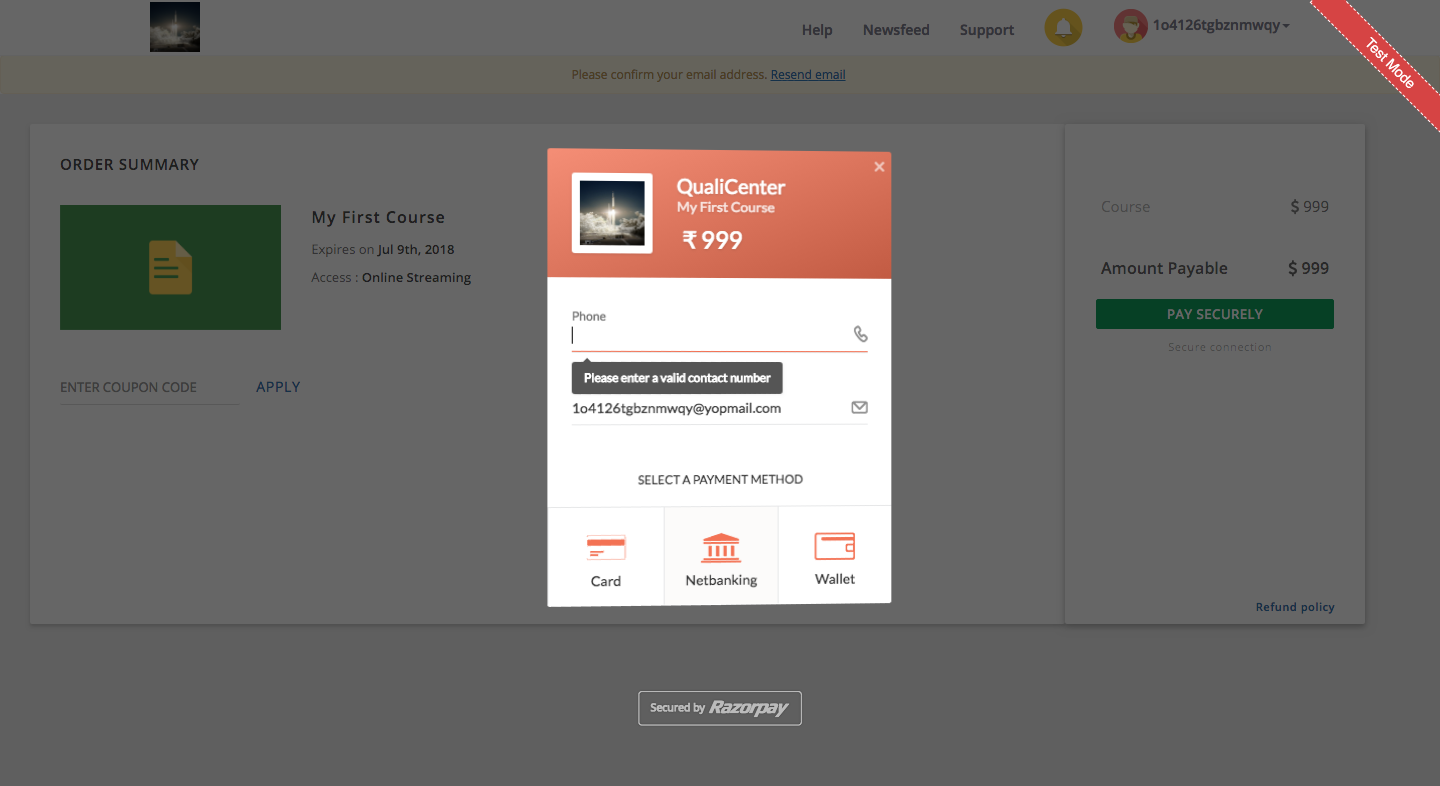 Help
Newsfeed
Support
1o4126tgbznmwqy
Test Mode
Please confirm your email address. Resend email
ORDER SUMMARY
My First Course
Expires on Jul 9th, 2018
Access : Online Streaming
ENTER COUPON CODE
APPLY
QualiCenter
My First Course
₹ 999
Phone
Please enter a valid contact number
1o4126tgbznmwqy@yopmail.com
SELECT A PAYMENT METHOD
Card
Netbanking
Wallet
Course
$ 999
Amount Payable
$ 999
PAY SECURELY
Secure connection
Refund policy
Secured by Razorpay